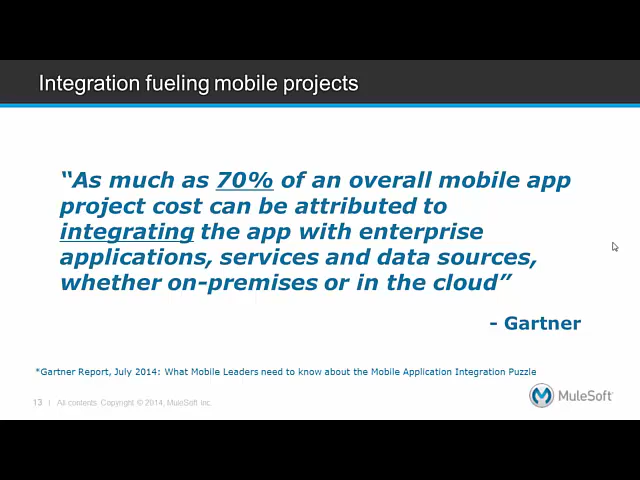 Integration fueling mobile projects
“As much as 70% of an overall mobile app
project cost can be attributed to
integrating the app with enterprise
applications, services and data sources,
whether on-premises or in the cloud”
- Gartner
*Gartner Report, July 2014: What Mobile Leaders need to know about the Mobile Application Integration Puzzle
13 | All contents Copyright © 2014, MuleSoft Inc.
MuleSoft